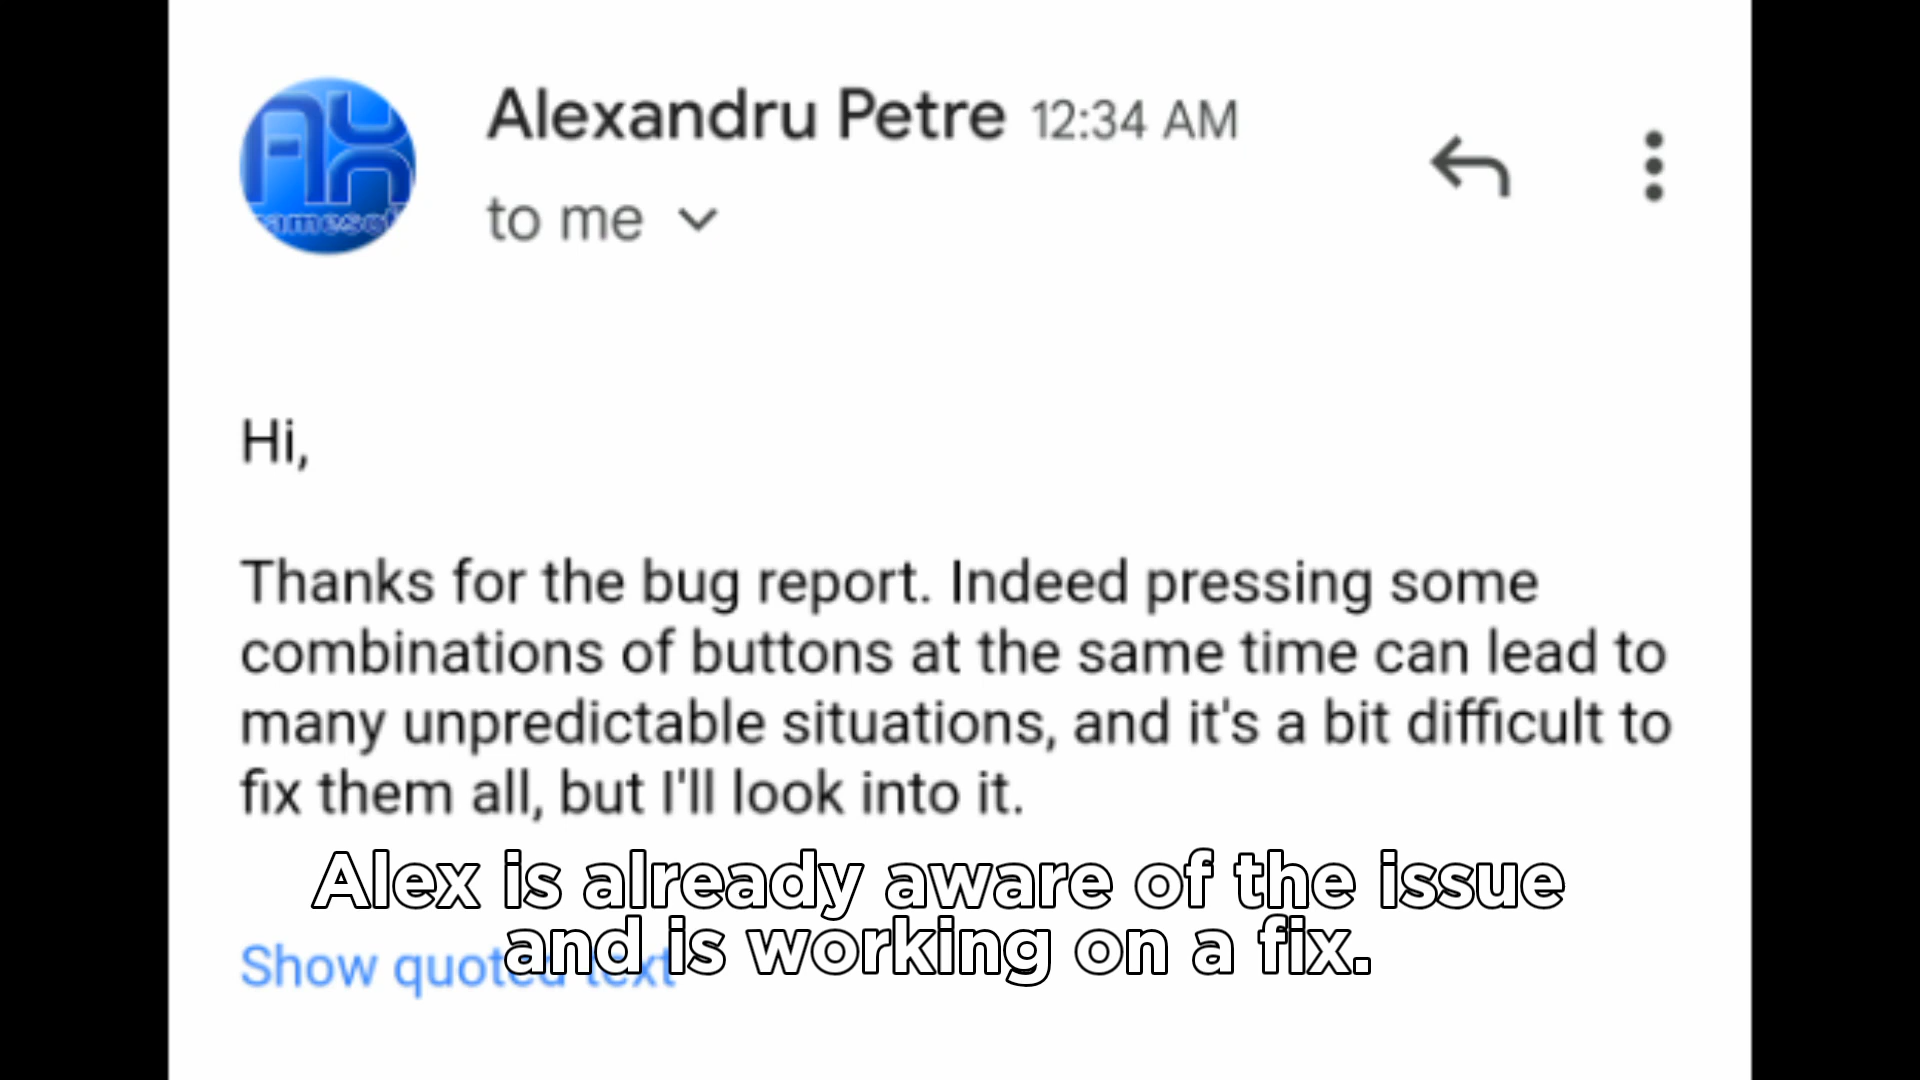 Alexandru Petre 12:34 AM
to me
Hi,
Thanks for the bug report. Indeed pressing some
combinations of buttons at the same time can lead to
many unpredictable situations, and it's a bit difficult to
fix them all, but I'll look into it.
Alex is already aware of the issue
and is working on a fix.
Show quoted text